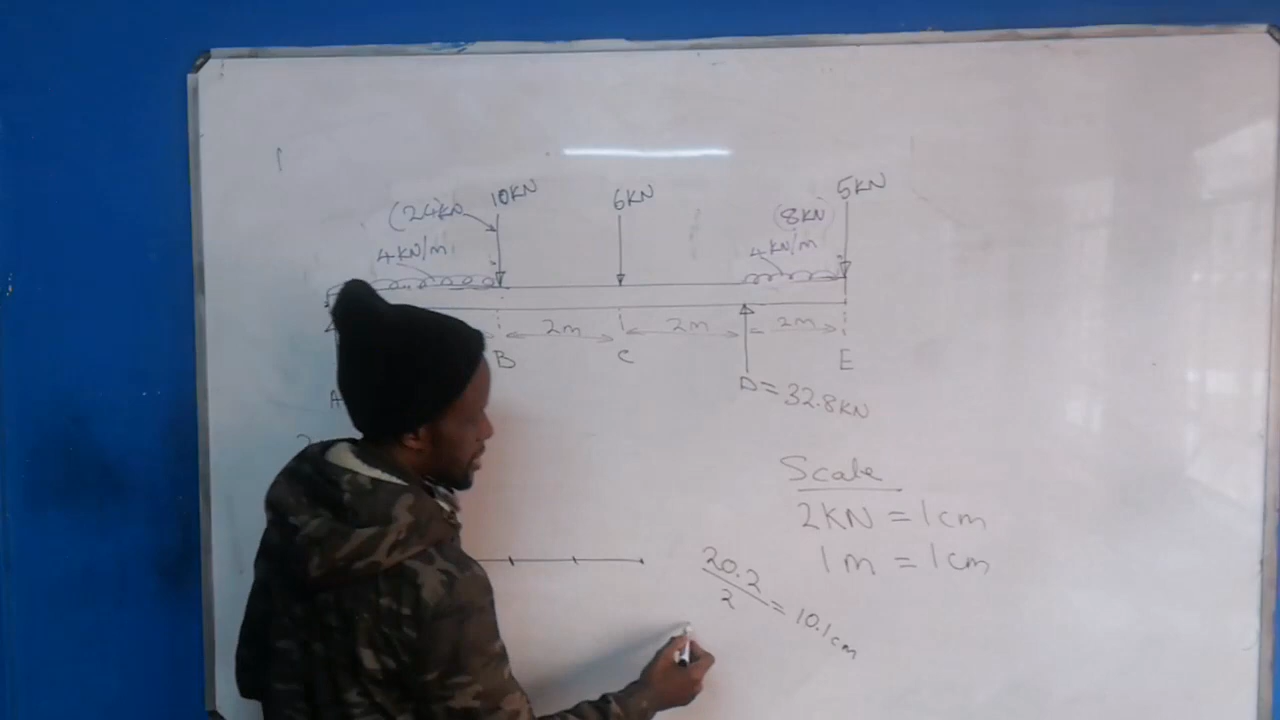 10KN 6KN 5KN
(24KN (8KN)
4KN/m 4KN/m
2m 2m 2m
B C E
A
D = 32.8KN
Scale
2KN = 1cm
1m = 1cm
20.2/2 = 10.1cm